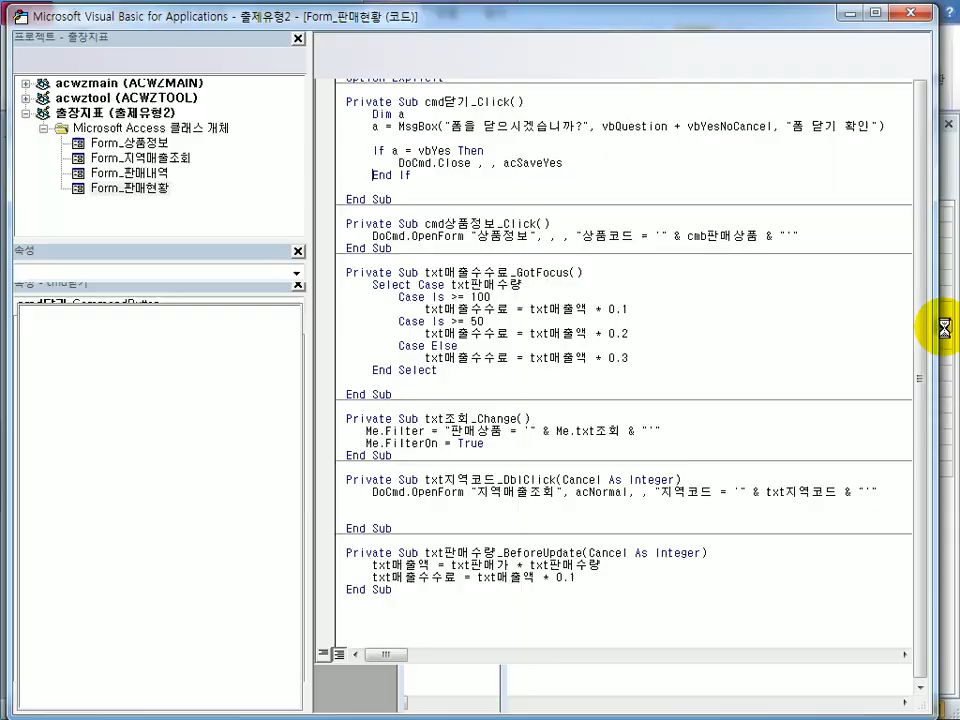 Microsoft Visual Basic for Applications - 출제유형2 - [Form_판매현황 (코드)]
프로젝트 - 출장지표
acwzmain (ACWZMAIN)
acwztool (ACWZTOOL)
출장지표 (출제유형2)
Microsoft Access 클래스 개체
Form_상품정보
Form_지역매출조회
Form_판매내역
Form_판매현황
속성
속성 - cmd닫기
cmd닫기 CommandButton
Option Explicit
Private Sub cmd닫기_Click()
Dim a
a = MsgBox("폼을 닫으시겠습니까?", vbQuestion + vbYesNoCancel, "폼 닫기 확인")
If a = vbYes Then
DoCmd.Close , , acSaveYes
End If
End Sub
Private Sub cmd상품정보_Click()
DoCmd.OpenForm "상품정보", , , "상품코드 = '" & cmb판매상품 & "'"
End Sub
Private Sub txt매출수수료_GotFocus()
Select Case txt판매수량
Case Is >= 100
txt매출수수료 = txt매출액 * 0.1
Case Is >= 50
txt매출수수료 = txt매출액 * 0.2
Case Else
txt매출수수료 = txt매출액 * 0.3
End Select
End Sub
Private Sub txt조회_Change()
Me.Filter = "판매상품 = '" & Me.txt조회 & "'"
Me.FilterOn = True
End Sub
Private Sub txt지역코드_DblClick(Cancel As Integer)
DoCmd.OpenForm "지역매출조회", acNormal, , "지역코드 = '" & txt지역코드 & "'"
End Sub
Private Sub txt판매수량_BeforeUpdate(Cancel As Integer)
txt매출액 = txt판매가 * txt판매수량
txt매출수수료 = txt매출액 * 0.1
End Sub